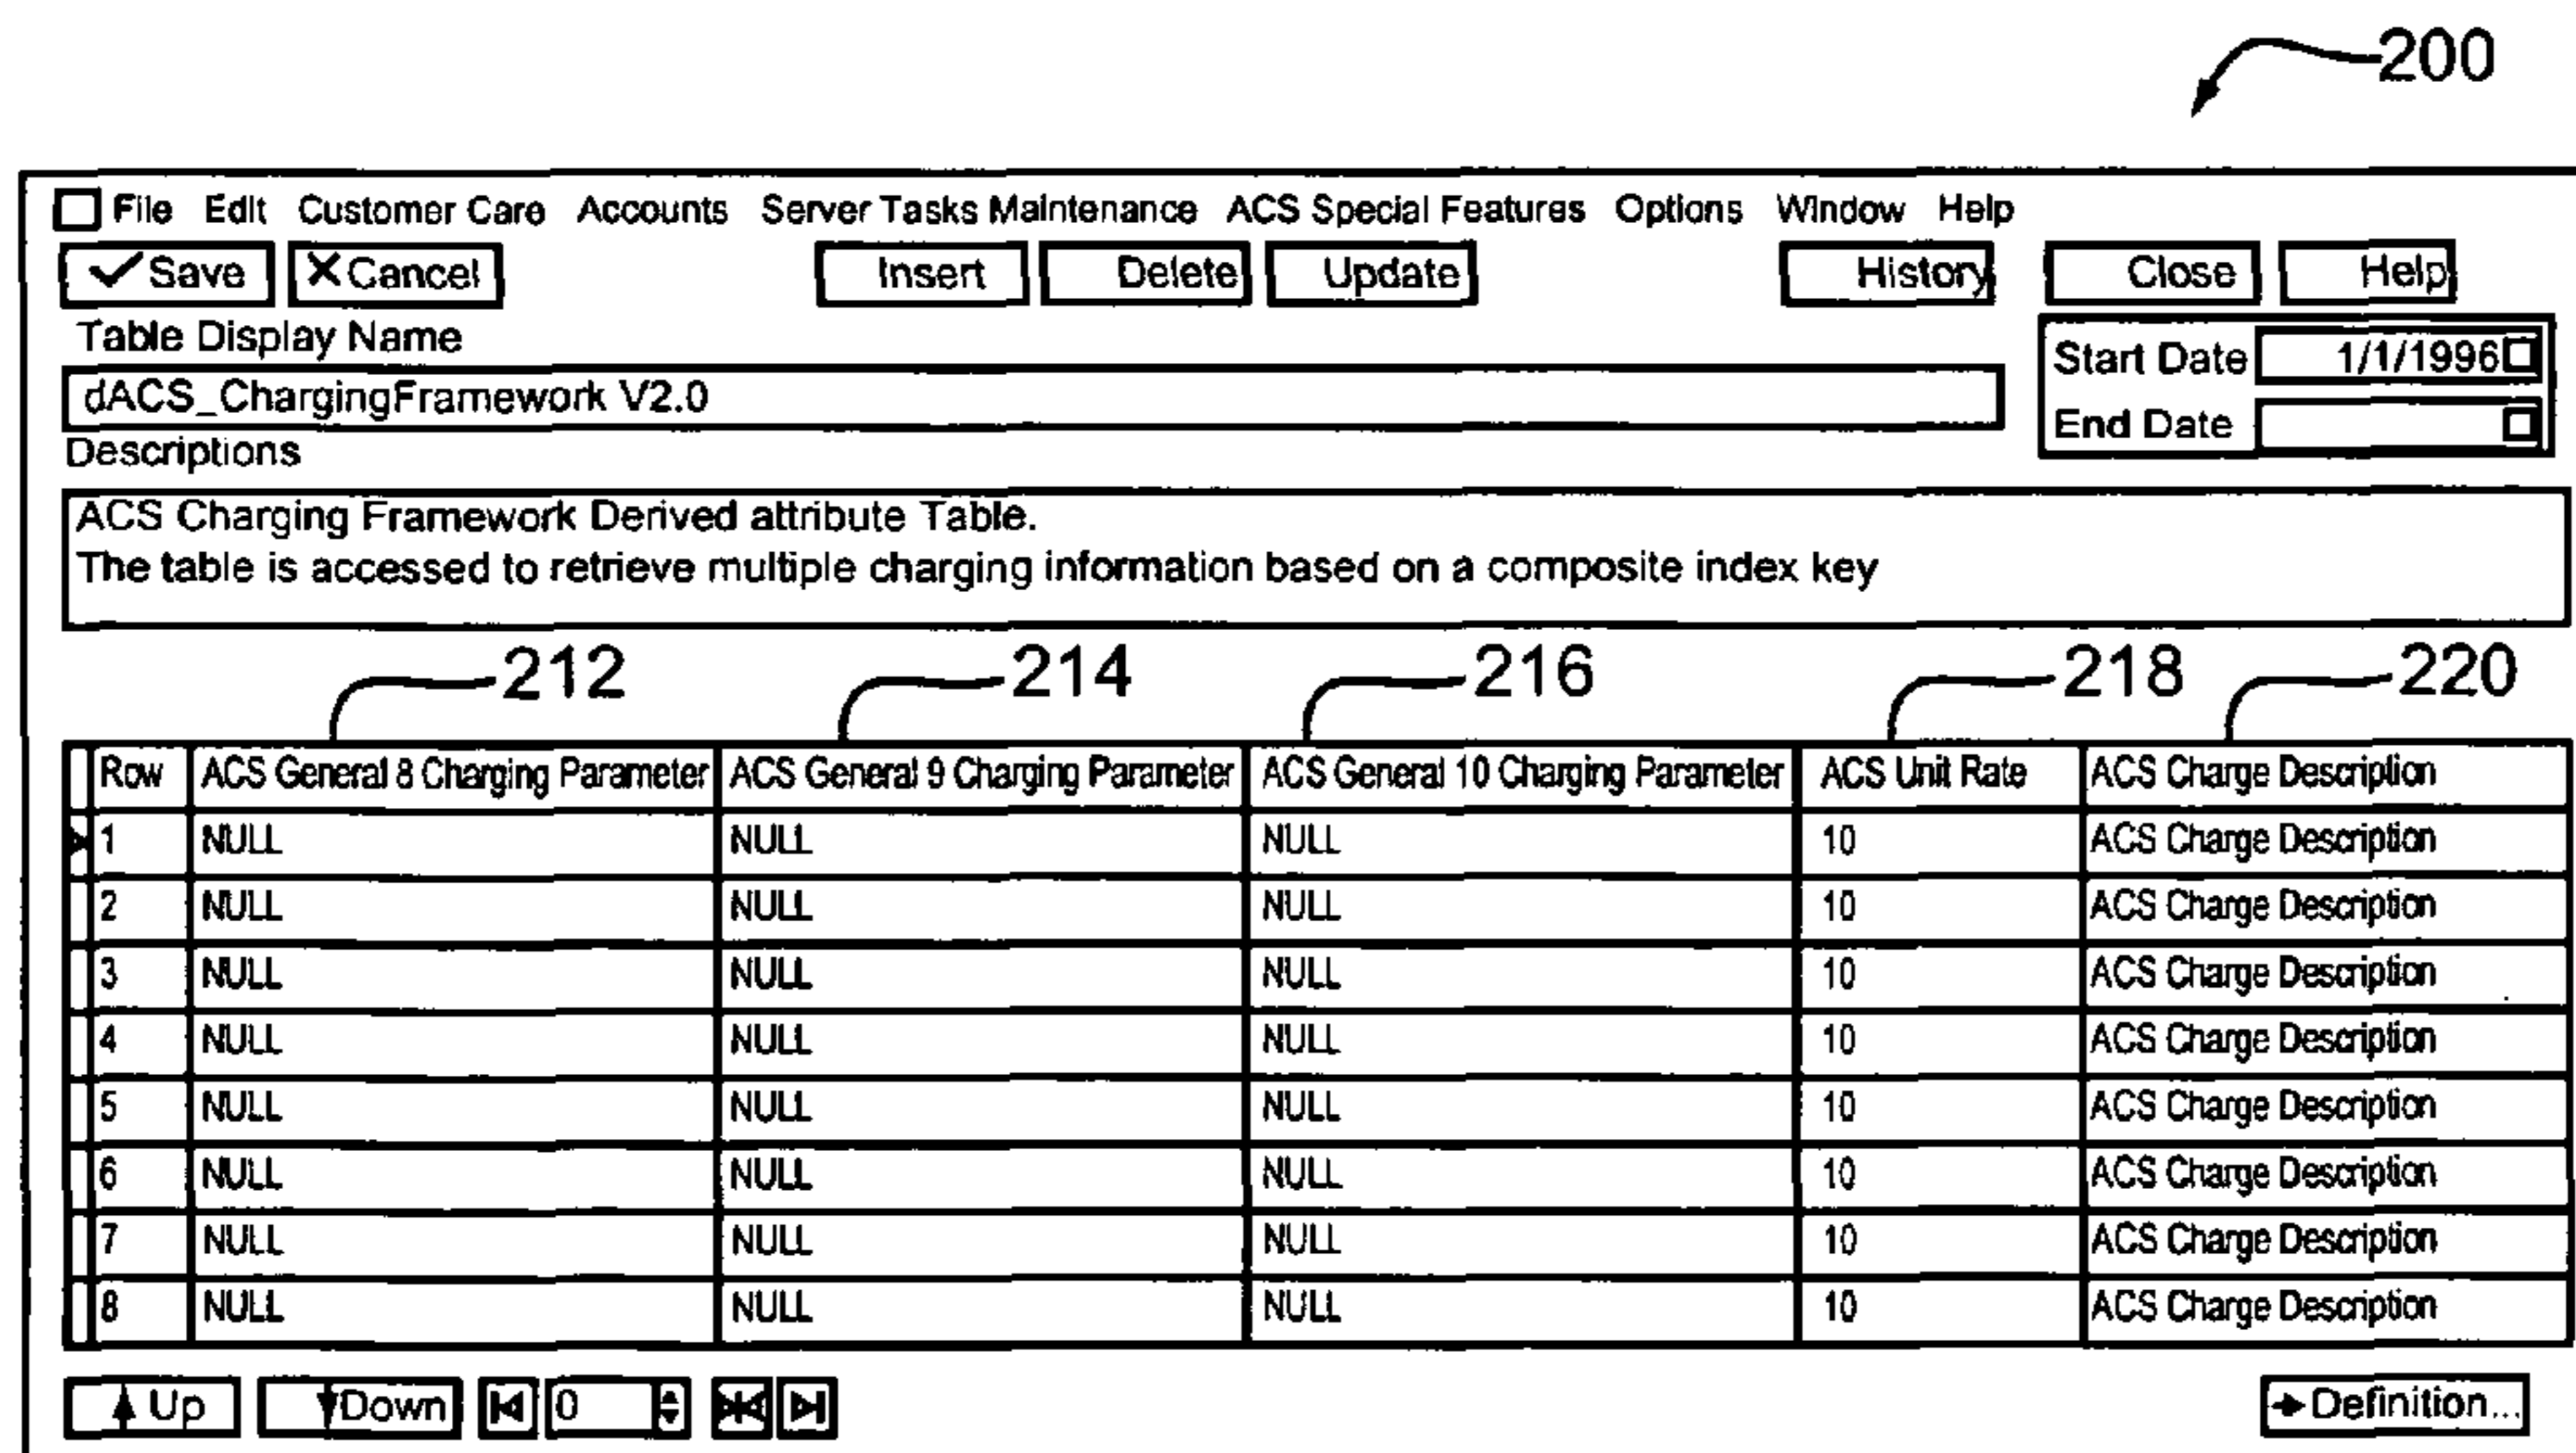 200
File Edit Customer Care Accounts Server Tasks Maintenance ACS Special Features Options Window Help
Save Cancel Insert Delete Update History Close Help
Table Display Name
Start Date 1/1/1996
dACS_ChargingFramework V2.0
End Date
Descriptions
ACS Charging Framework Derived attribute Table.
The table is accessed to retrieve multiple charging information based on a composite index key
212 214 216 218 220
Row ACS General 8 Charging Parameter ACS General 9 Charging Parameter ACS General 10 Charging Parameter ACS Unit Rate ACS Charge Description
1 NULL NULL NULL 10 ACS Charge Description
2 NULL NULL NULL 10 ACS Charge Description
3 NULL NULL NULL 10 ACS Charge Description
4 NULL NULL NULL 10 ACS Charge Description
5 NULL NULL NULL 10 ACS Charge Description
6 NULL NULL NULL 10 ACS Charge Description
7 NULL NULL NULL 10 ACS Charge Description
8 NULL NULL NULL 10 ACS Charge Description
Up Down 0 Definition...